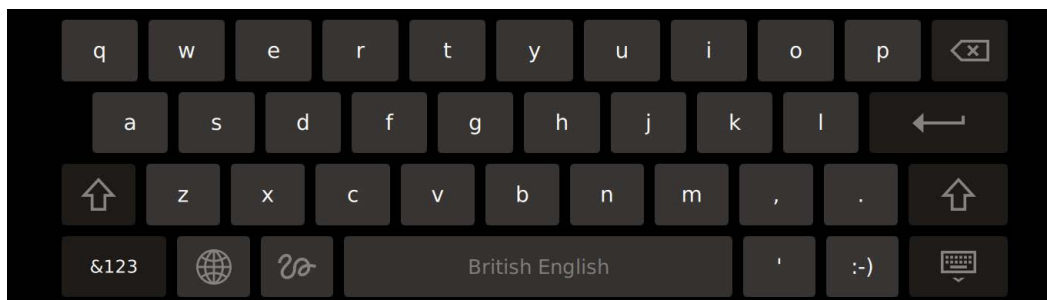 q w e r t y u i o p
a s d f g h j k l
z x c v b n m , .
&123 British English ' :-)